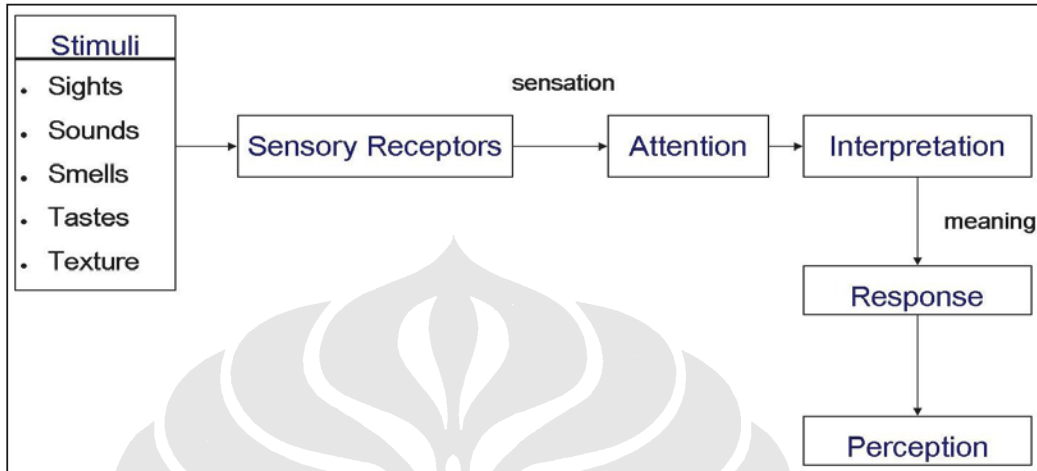 Stimuli
• Sights
• Sounds
• Smells
• Tastes
• Texture
Sensory Receptors
sensation
Attention
Interpretation
meaning
Response
Perception